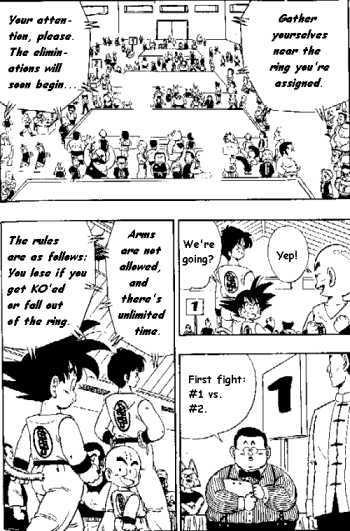 Your atten-
tion, please.
The elimin-
ations will
soon begin...
Gather
yourselves
near the
ring you're
assigned.
The rules
are as follows:
You lose if you
get KO'ed
or fall out
of the ring.
Arms
are not
allowed,
and
there's
unlimited
time.
We're
going?
Yep!
1
First fight:
#1 vs.
#2.
1